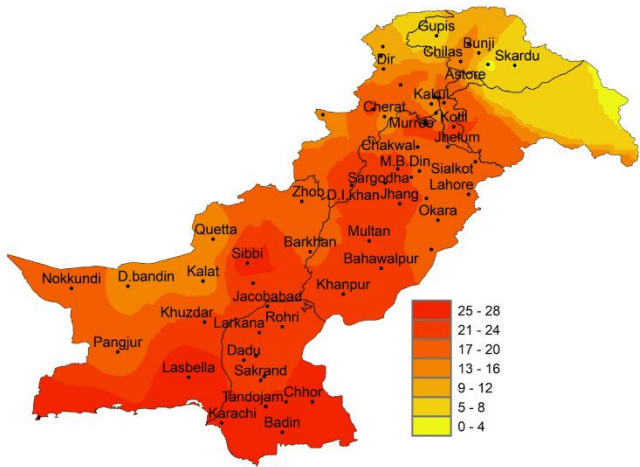 Gupis
Bunji
Chilas
Skardu
Dir
Astore
Kakul
Cherat
Kotli
Murree
Jhelum
Chakwal
M.B.Din
Sialkot
Sargodha
Zhob
D.I.khan
Jhang
Lahore
Okara
Quetta
Multan
Barkhan
Sibbi
Bahawalpur
Nokkundi
D.bandin
Kalat
Khanpur
Jacobabad
Khuzdar
Larkana
Rohri
Pangjur
Dadu
Lasbella
Sakrand
Tandojam
Chhor
Karachi
Badin
25 - 28
21 - 24
17 - 20
13 - 16
9 - 12
5 - 8
0 - 4